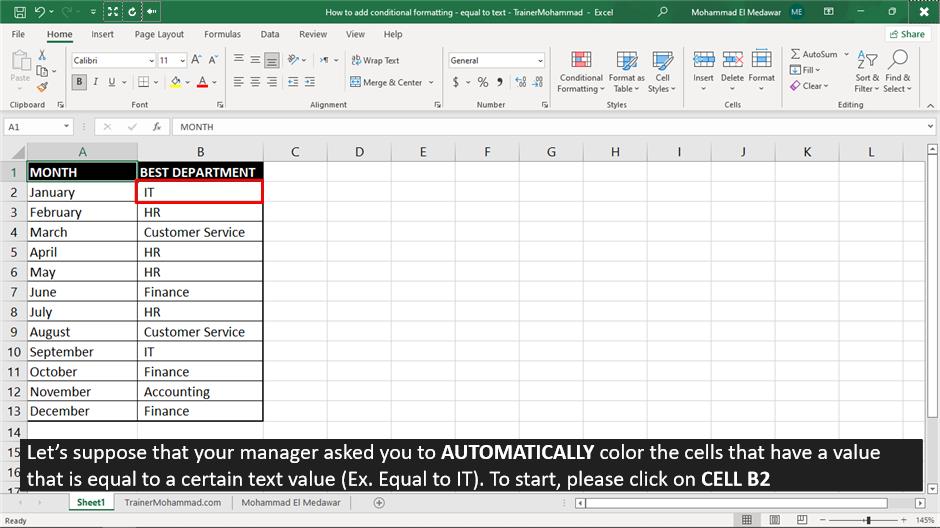 How to add conditional formatting - equal to text - TrainerMohammad - Excel
Mohammad El Medawar ME
File Home Insert Page Layout Formulas Data Review View Help Share
Paste
Calibri 11
B I U
Wrap Text
Merge & Center
General
$ % 9
Conditional Formatting
Format as Table
Cell Styles
Insert Delete Format
AutoSum
Fill
Clear
Sort & Filter
Find & Select
Clipboard Font Alignment Number Styles Cells Editing
A1 fx MONTH
A B C D E F G H I J K L
1 MONTH BEST DEPARTMENT
2 January IT
3 February HR
4 March Customer Service
5 April HR
6 May HR
7 June Finance
8 July HR
9 August Customer Service
10 September IT
11 October Finance
12 November Accounting
13 December Finance
14
15
16
Let's suppose that your manager asked you to AUTOMATICALLY color the cells that have a value
that is equal to a certain text value (Ex. Equal to IT). To start, please click on CELL B2
Sheet1 TrainerMohammad.com Mohammad El Medawar
Ready 145%